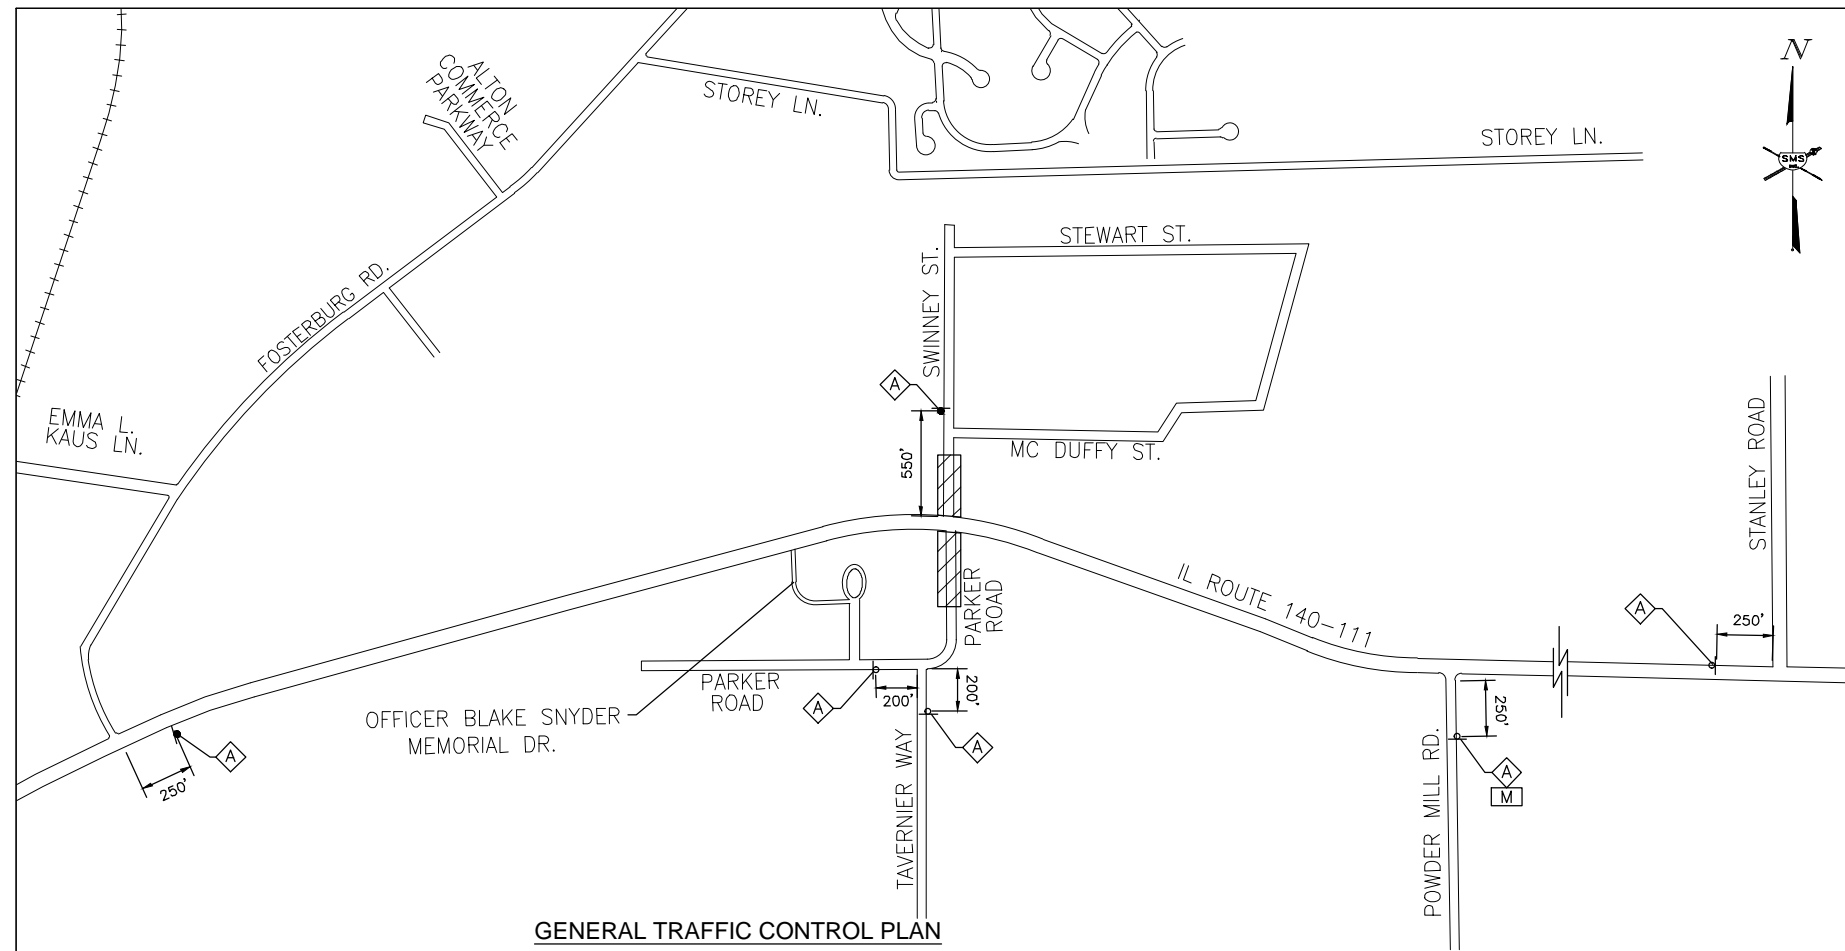 N
SMS
ALTON
COMMERCE
PARKWAY
STOREY LN.
STOREY LN.
STEWART ST.
SWINNEY ST.
FOSTERBURG RD.
A
EMMA L.
KAUS LN.
550'
MC DUFFY ST.
STANLEY ROAD
IL ROUTE 140-111
PARKER
ROAD
A
250'
PARKER
ROAD
A
200'
200'
A
OFFICER BLAKE SNYDER
MEMORIAL DR.
A
250'
TAVERNIER WAY
POWDER MILL RD.
250'
A
M
GENERAL TRAFFIC CONTROL PLAN